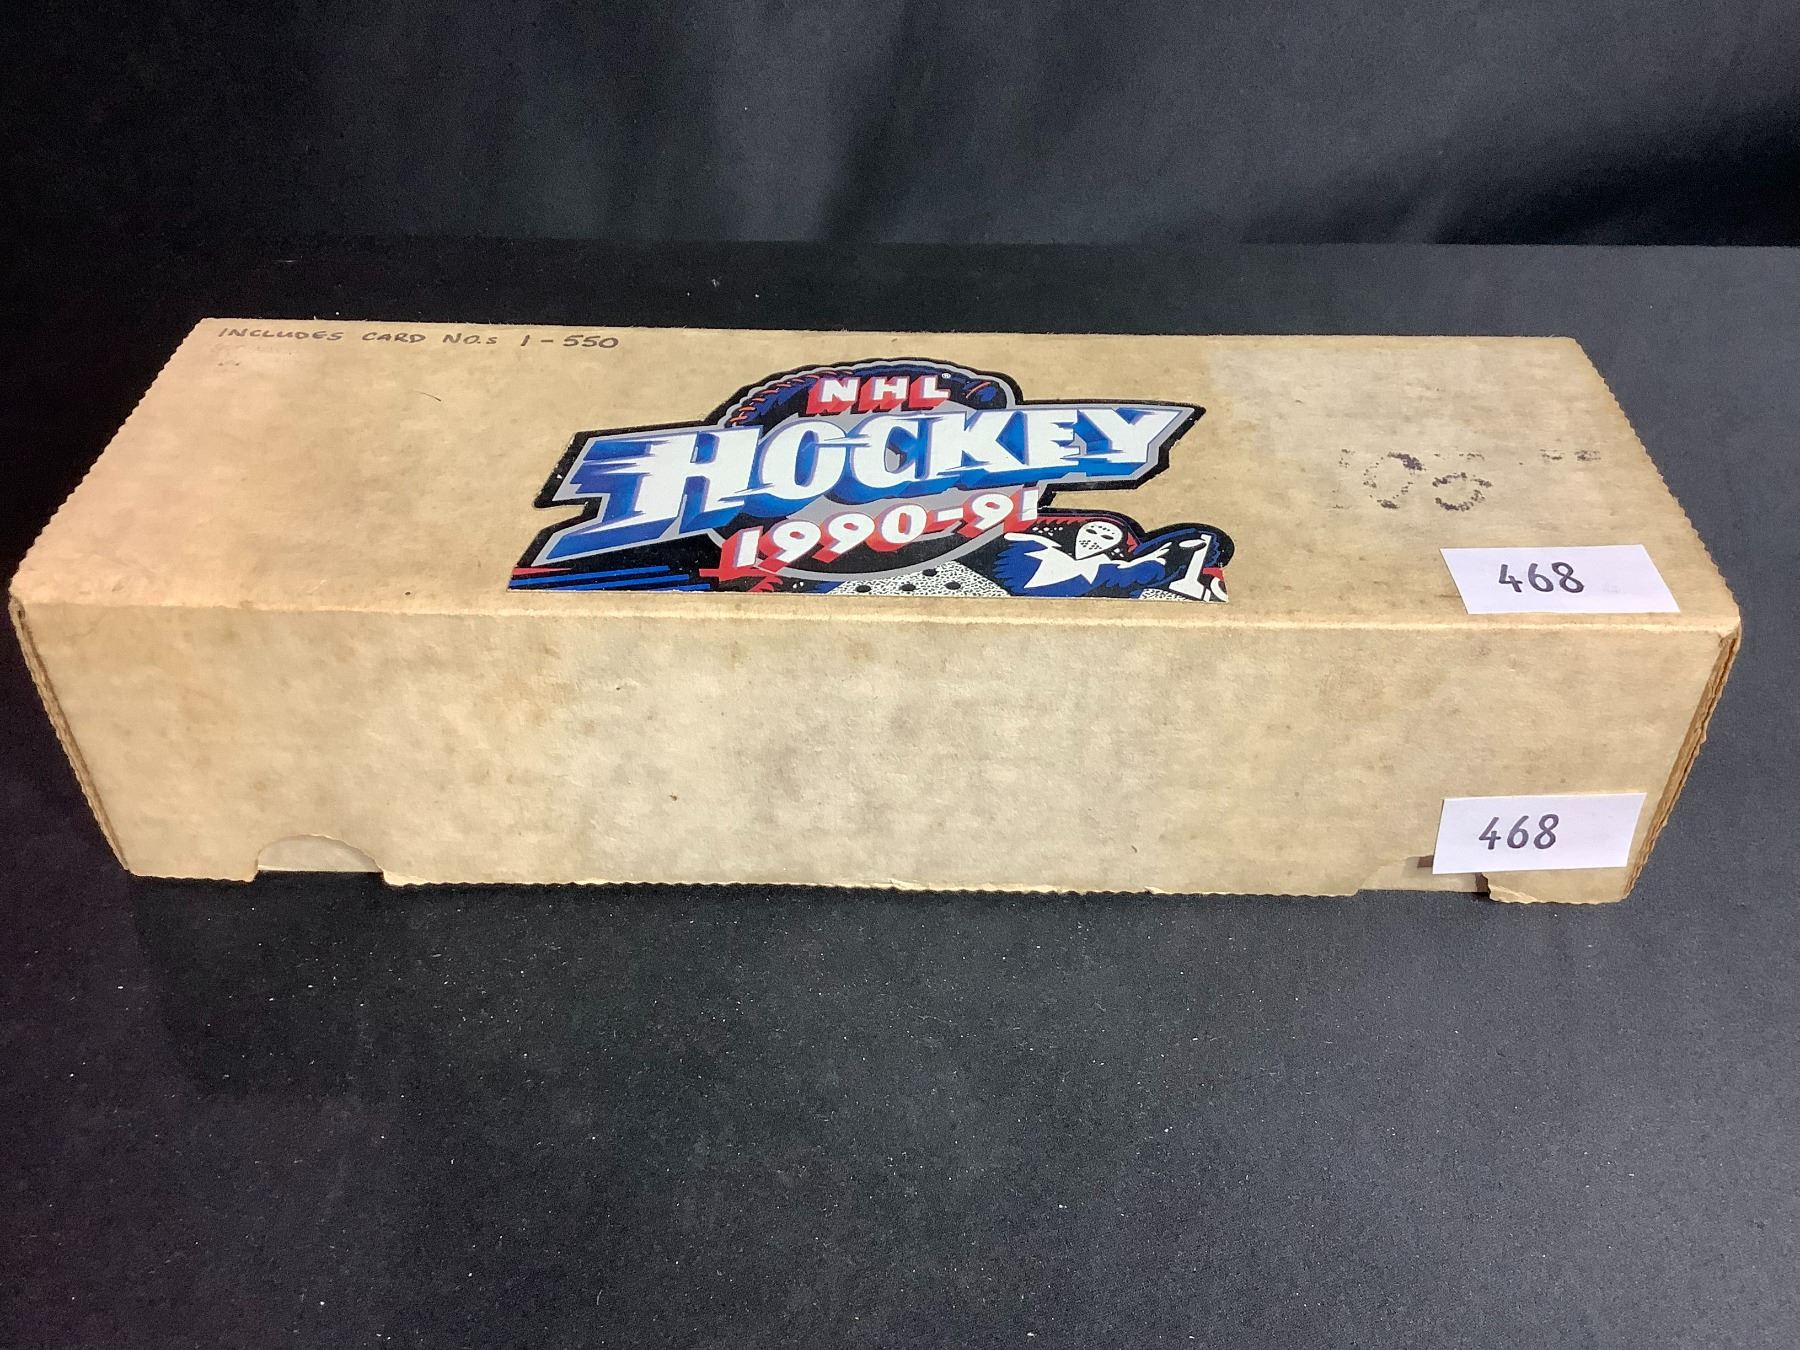 INCLUDES CARD NO.s 1-550
NHL®
HOCKEY
1990-91
468
468